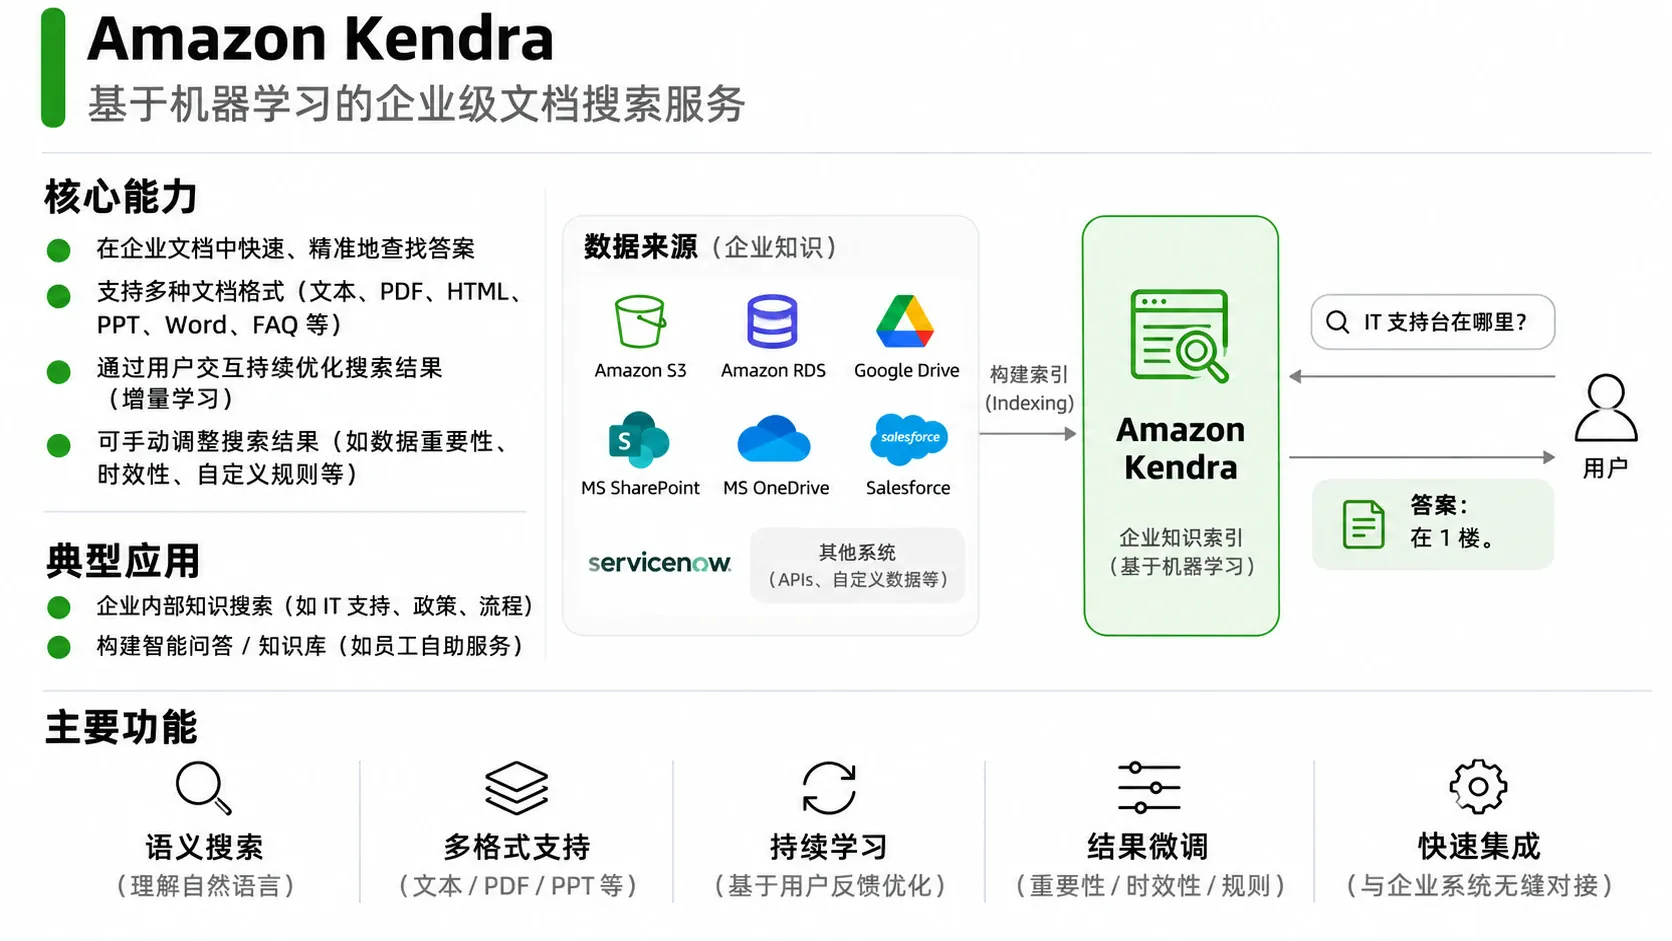 Amazon Kendra
基于机器学习的企业级文档搜索服务
核心能力
在企业文档中快速、精准地查找答案
支持多种文档格式（文本、PDF、HTML、
PPT、Word、FAQ 等）
通过用户交互持续优化搜索结果
（增量学习）
可手动调整搜索结果（如数据重要性、
时效性、自定义规则等）
典型应用
企业内部知识搜索（如 IT 支持、政策、流程）
构建智能问答 / 知识库（如员工自助服务）
数据来源（企业知识）
Amazon S3
Amazon RDS
Google Drive
S
salesforce
MS SharePoint
MS OneDrive
Salesforce
servicenow
其他系统
（APIs、自定义数据等）
构建索引
(Indexing)
Amazon
Kendra
企业知识索引
（基于机器学习）
IT 支持台在哪里？
用户
答案：
在 1 楼。
主要功能
语义搜索
（理解自然语言）
多格式支持
（文本 / PDF / PPT 等）
持续学习
（基于用户反馈优化）
结果微调
（重要性 / 时效性 / 规则）
快速集成
（与企业系统无缝对接）